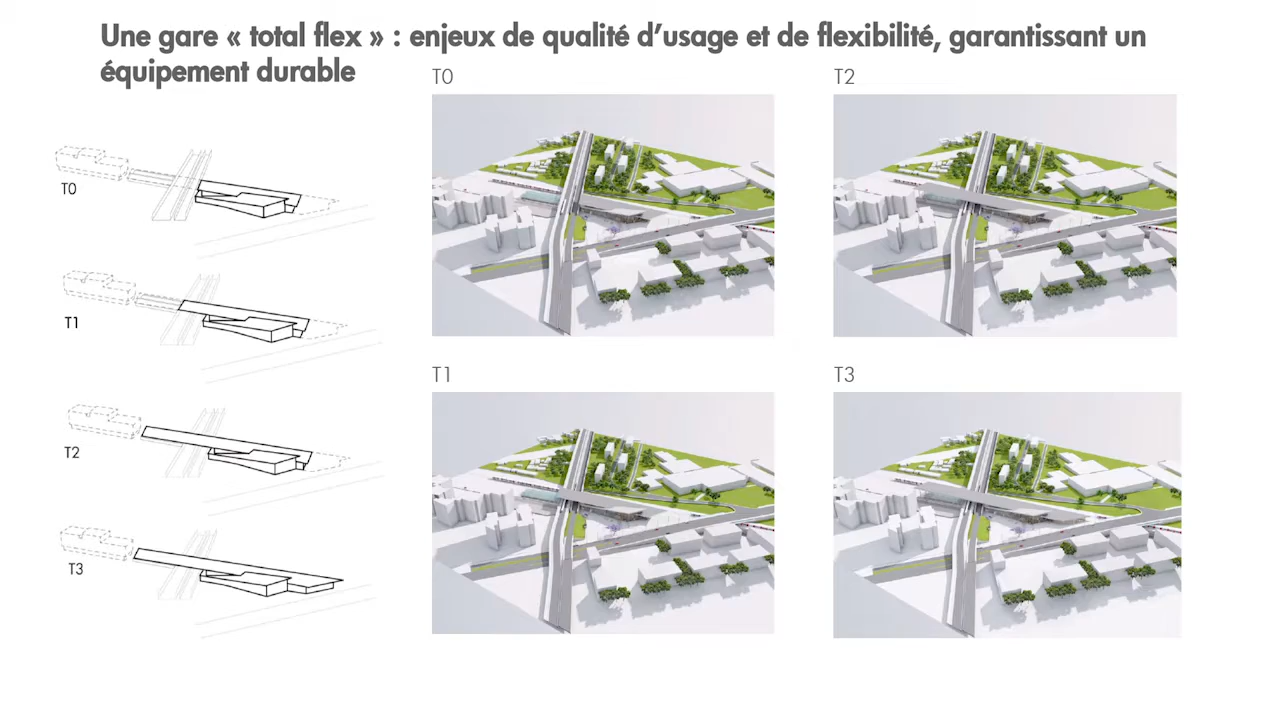 Une gare « total flex » : enjeux de qualité d’usage et de flexibilité, garantissant un
équipement durable
T0
T2
T0
T1
T1
T3
T2
T3